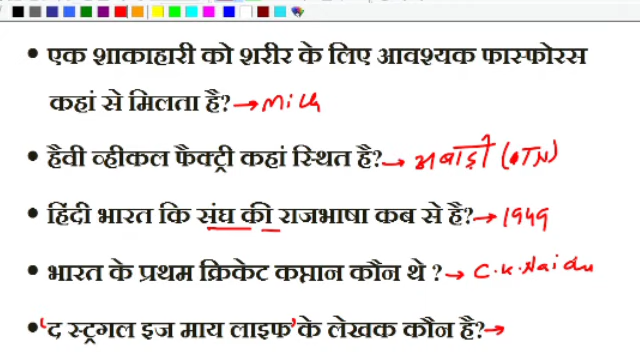 • एक शाकाहारी को शरीर के लिए आवश्यक फास्फोरस
कहां से मिलता है? → Milk
• हैवी व्हीकल फैक्ट्री कहां स्थित है? → अवाड़ी (TN)
• हिंदी भारत कि संघ की राजभाषा कब से है? → 1949
• भारत के प्रथम क्रिकेट कप्तान कौन थे ? → C.K.Naidu
• 'द स्ट्रगल इज माय लाइफ' के लेखक कौन है? →